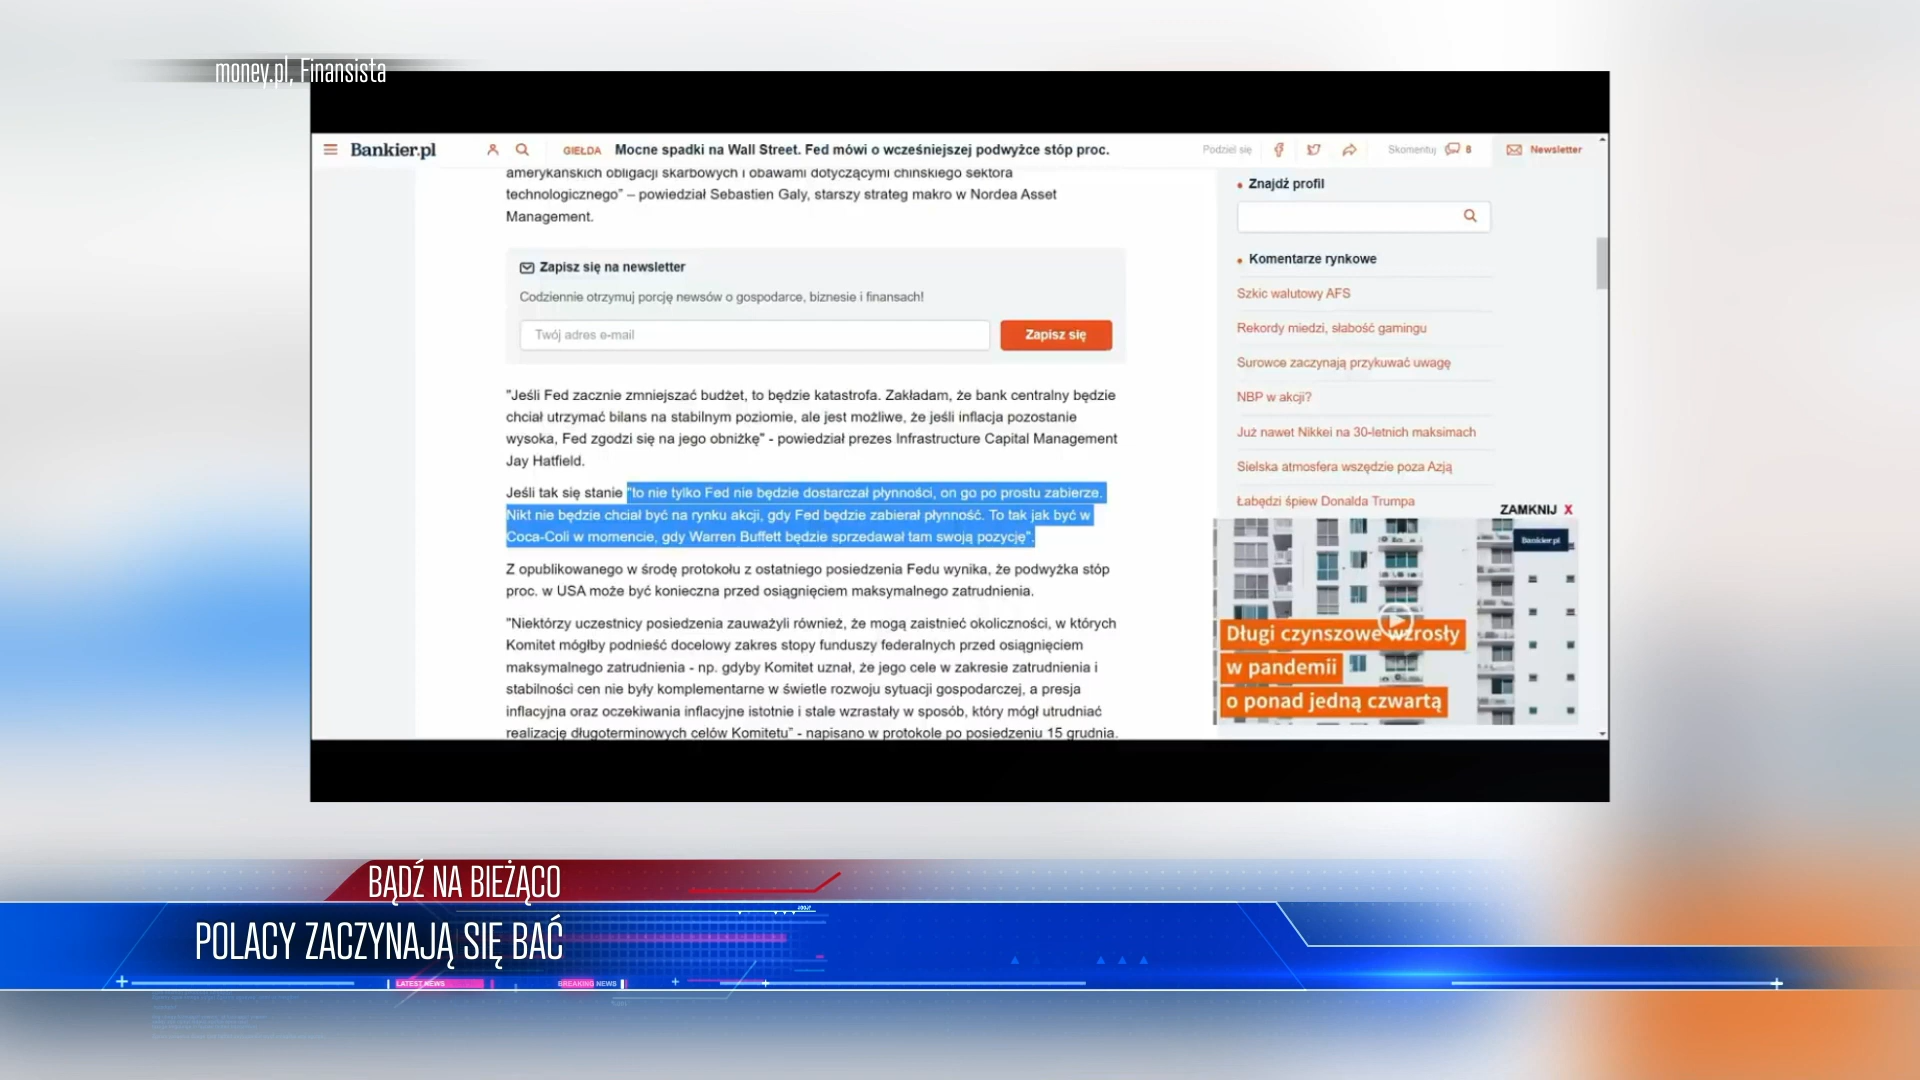 money.pl, Finansista
Bankier.pl
GIEŁDA Mocne spadki na Wall Street. Fed mówi o wcześniejszej podwyżce stóp proc.
Podziel się
Skomentuj 8
Newsletter
amerykańskich obligacji skarbowych i obawami dotyczącymi chińskiego sektora
technologicznego” – powiedział Sebastien Galy, starszy strateg makro w Nordea Asset
Management.
Zapisz się na newsletter
Codziennie otrzymuj porcję newsów o gospodarce, biznesie i finansach!
Twój adres e-mail
Zapisz się
"Jeśli Fed zacznie zmniejszać budżet, to będzie katastrofa. Zakładam, że bank centralny będzie
chciał utrzymać bilans na stabilnym poziomie, ale jest możliwe, że jeśli inflacja pozostanie
wysoka, Fed zgodzi się na jego obniżkę" - powiedział prezes Infrastructure Capital Management
Jay Hatfield.
Jeśli tak się stanie "to nie tylko Fed nie będzie dostarczał płynności, on go po prostu zabierze.
Nikt nie będzie chciał być na rynku akcji, gdy Fed będzie zabierał płynność. To tak jak być w
Coca-Coli w momencie, gdy Warren Buffett będzie sprzedawał tam swoją pozycję".
Z opublikowanego w środę protokołu z ostatniego posiedzenia Fedu wynika, że podwyżka stóp
proc. w USA może być konieczna przed osiągnięciem maksymalnego zatrudnienia.
"Niektórzy uczestnicy posiedzenia zauważyli również, że mogą zaistnieć okoliczności, w których
Komitet mógłby podnieść docelowy zakres stopy funduszy federalnych przed osiągnięciem
maksymalnego zatrudnienia - np. gdyby Komitet uznał, że jego cele w zakresie zatrudnienia i
stabilności cen nie były komplementarne w świetle rozwoju sytuacji gospodarczej, a presja
inflacyjna oraz oczekiwania inflacyjne istotnie i stale wzrastały w sposób, który mógł utrudniać
realizację długoterminowych celów Komitetu” - napisano w protokole po posiedzeniu 15 grudnia.
Znajdź profil
Komentarze rynkowe
Szkic walutowy AFS
Rekordy miedzi, słabość gamingu
Surowce zaczynają przykuwać uwagę
NBP w akcji?
Już nawet Nikkei na 30-letnich maksimach
Sielska atmosfera wszędzie poza Azją
Łabędzi śpiew Donalda Trumpa
ZAMKNIJ X
Bankier.pl
Długi czynszowe wzrosły
w pandemii
o ponad jedną czwartą
BĄDŹ NA BIEŻĄCO
POLACY ZACZYNAJĄ SIĘ BAĆ
LATEST NEWS
BREAKING NEWS